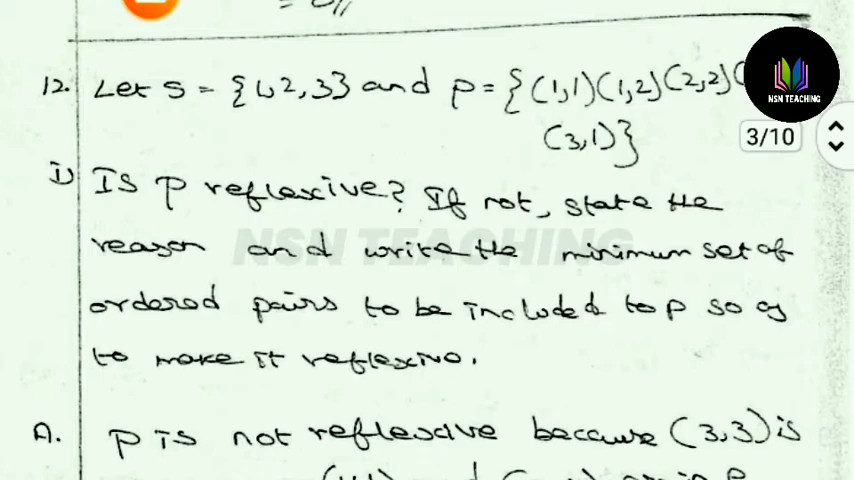 12. Let S = {1,2,3} and p = {(1,1)(1,2)(2,2)(
(3,1)}
NSN TEACHING
3/10
i) Is p reflexive? If not, state the
reason and write the minimum set of
NSN TEACHING
ordered pairs to be included to p so as
to make it reflexive.
A. p is not reflexive because (3,3) is